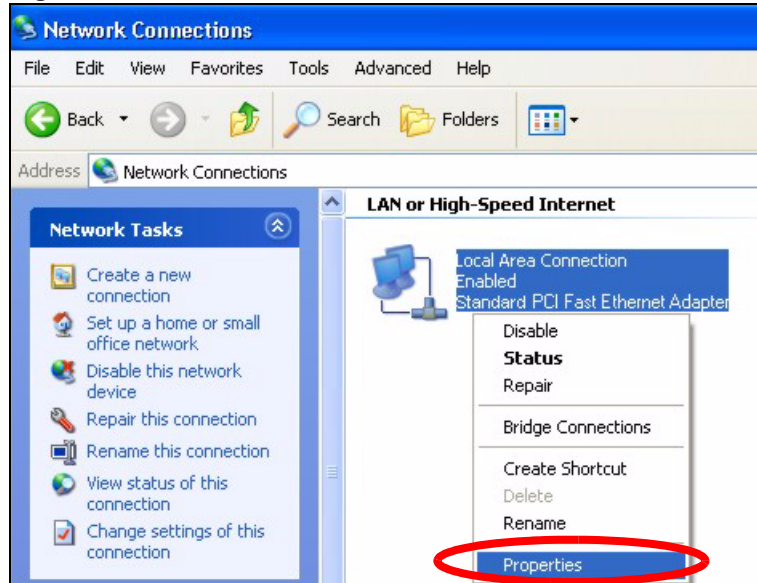 Network Connections
File Edit View Favorites Tools Advanced Help
Back Search Folders
Address Network Connections
Network Tasks
Create a new
connection
Set up a home or small
office network
Disable this network
device
Repair this connection
Rename this connection
View status of this
connection
Change settings of this
connection
LAN or High-Speed Internet
Local Area Connection
Enabled
Standard PCI Fast Ethernet Adapter
Disable
Status
Repair
Bridge Connections
Create Shortcut
Delete
Rename
Properties